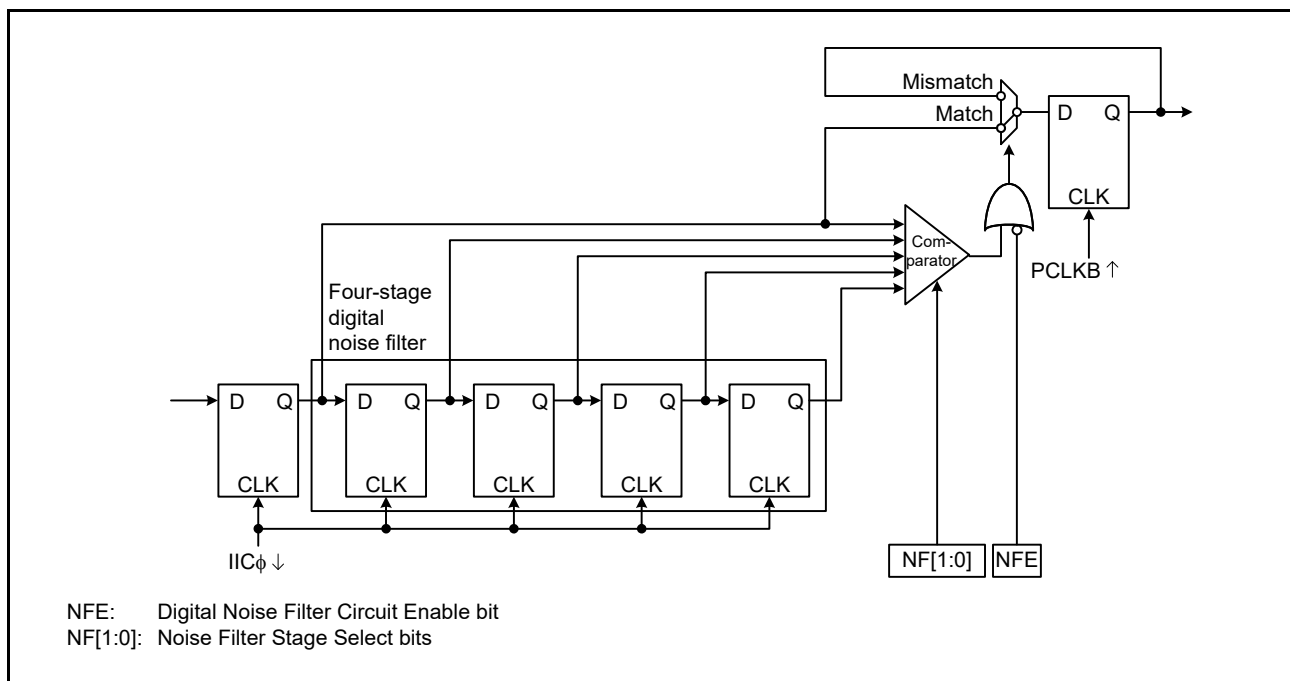 Mismatch
Match
D Q
CLK
PCLKB ↑
Com-
parator
Four-stage
digital
noise filter
D Q
CLK
D Q
CLK
D Q
CLK
D Q
CLK
D Q
CLK
IICϕ ↓
NF[1:0]
NFE
NFE: Digital Noise Filter Circuit Enable bit
NF[1:0]: Noise Filter Stage Select bits